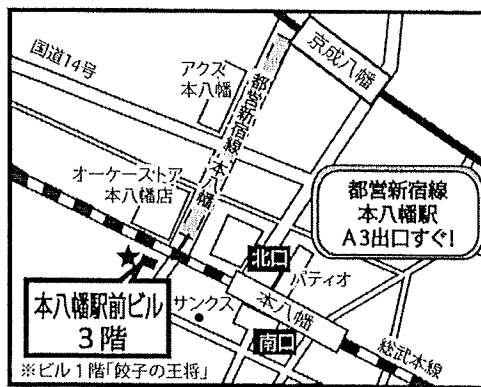 国道14号
アクス
本八幡
京成八幡
都営新宿線本八幡
オーケーストア
本八幡店
都営新宿線
本八幡駅
A3出口すぐ!
北口
パティオ
本八幡駅前ビル
3階
サンクス
本八幡
南口
総武本線
※ビル1階「餃子の王将」